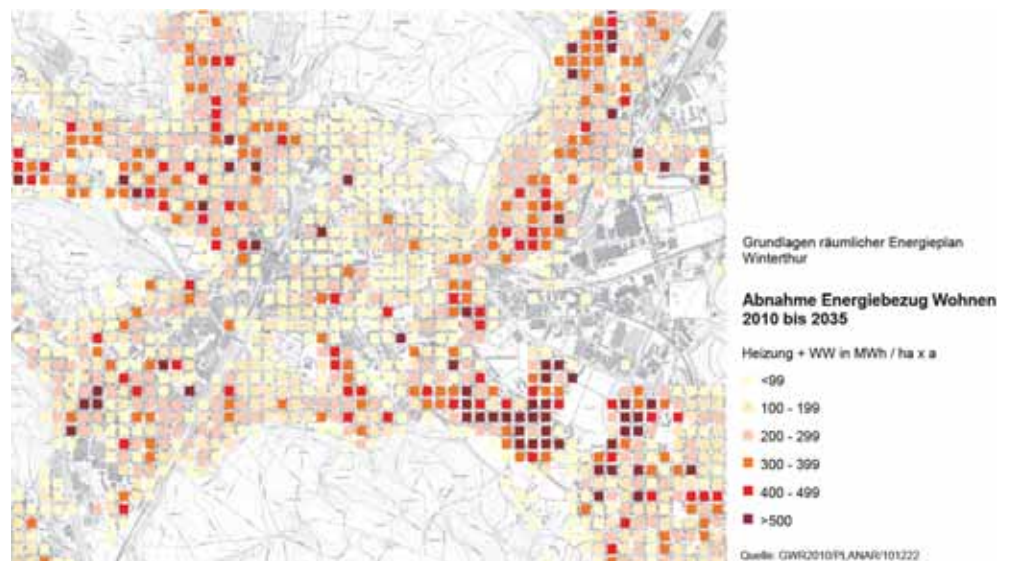 Grundlagen räumlicher Energieplan
Winterthur
Abnahme Energiebezug Wohnen
2010 bis 2035
Heizung + WW in MWh / ha x a
<99
100 - 199
200 - 299
300 - 399
400 - 499
>500
Quelle: GWR2010/PLANAR/101222